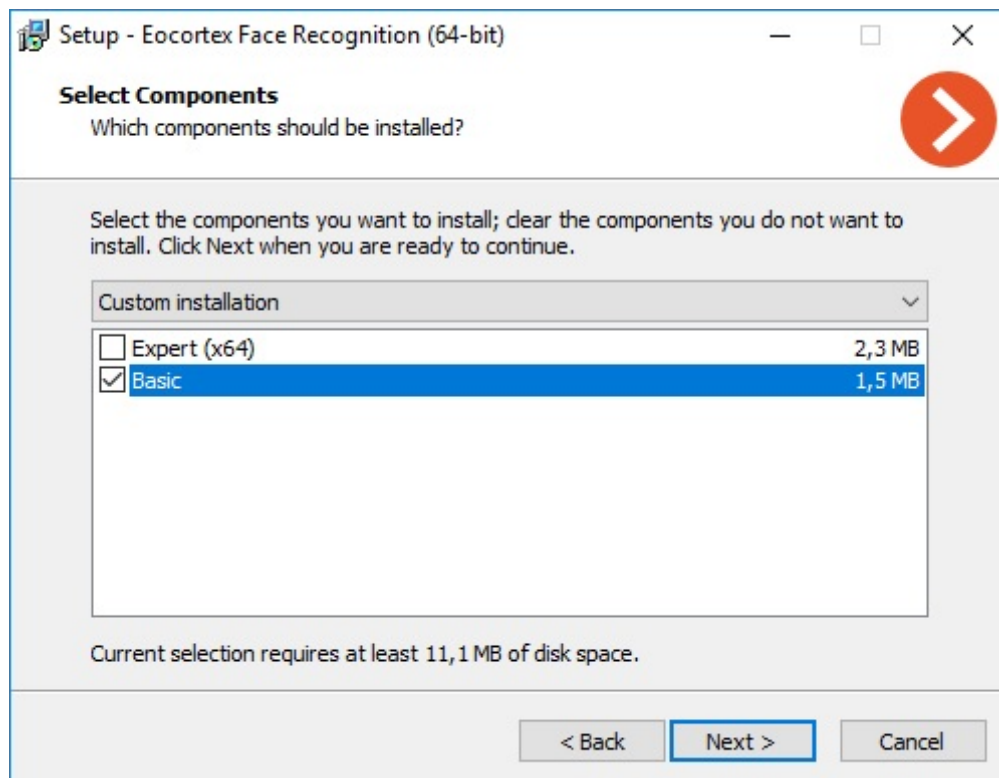 Setup - Eocortex Face Recognition (64-bit)
Select Components
Which components should be installed?
Select the components you want to install; clear the components you do not want to
install. Click Next when you are ready to continue.
Custom installation
Expert (x64) 2,3 MB
Basic 1,5 MB
Current selection requires at least 11,1 MB of disk space.
< Back Next > Cancel